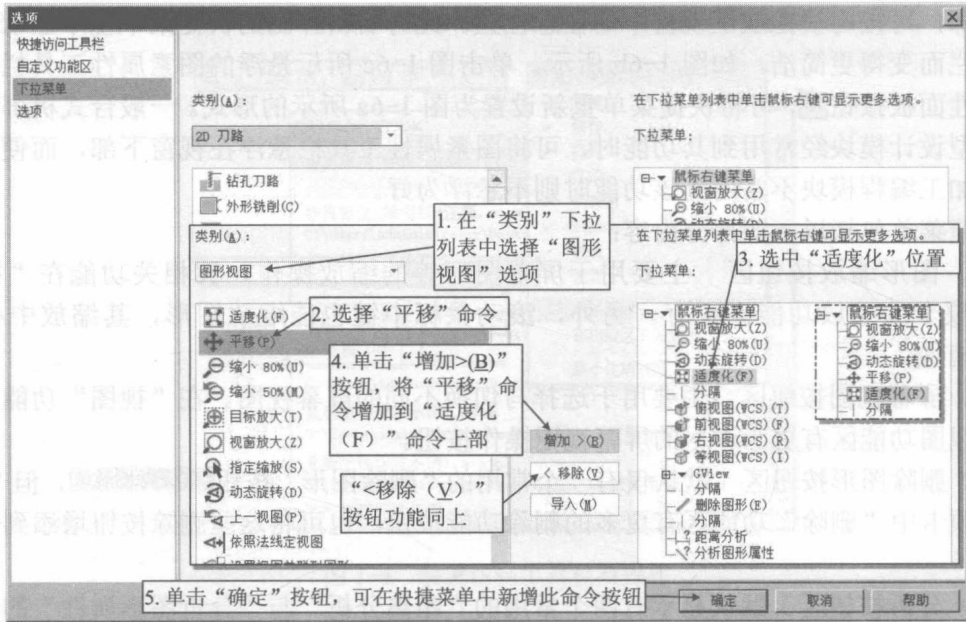 选项
快捷访问工具栏
自定义功能区
下拉菜单
选项
类别(A):
2D 刀路
钻孔刀路
外形铣削(C)
类别(A):
图形视图
适度化(F)
平移(P)
缩小 80%(U)
缩小 50%(U)
目标放大(T)
视窗放大(Z)
指定缩放(S)
动态旋转(D)
前一视图(V)
依照法线定视图
1. 在“类别”下拉
列表中选择“图形
视图”选项
2. 选择“平移”命令
4. 单击“增加>(B)”
按钮,将“平移”命
令增加到“适度化
(F)”命令上部
“<移除 (V)”
按钮功能同上
增加 >(B)
< 移除(V)
导入(M)
在下拉菜单列表中单击鼠标右键可显示更多选项。
下拉菜单:
鼠标右键菜单
视窗放大(Z)
缩小 80%(U)
动态旋转(D)
在下拉菜单列表中单击鼠标右键可显示更多选项。
下拉菜单:
3. 选中“适度化”位置
鼠标右键菜单
视窗放大(Z)
缩小 80%(U)
动态旋转(D)
适度化(F)
分隔
俯视图(WCS)(T)
前视图(WCS)(F)
右视图(WCS)(R)
等视图(WCS)(I)
GView
分隔
删除图形(E)
分隔
距离分析
分析图形属性
鼠标右键菜单
视窗放大(Z)
缩小 80%(U)
动态旋转(D)
平移(P)
适度化(F)
分隔
5. 单击“确定”按钮,可在快捷菜单中新增此命令按钮
确定
取消
帮助